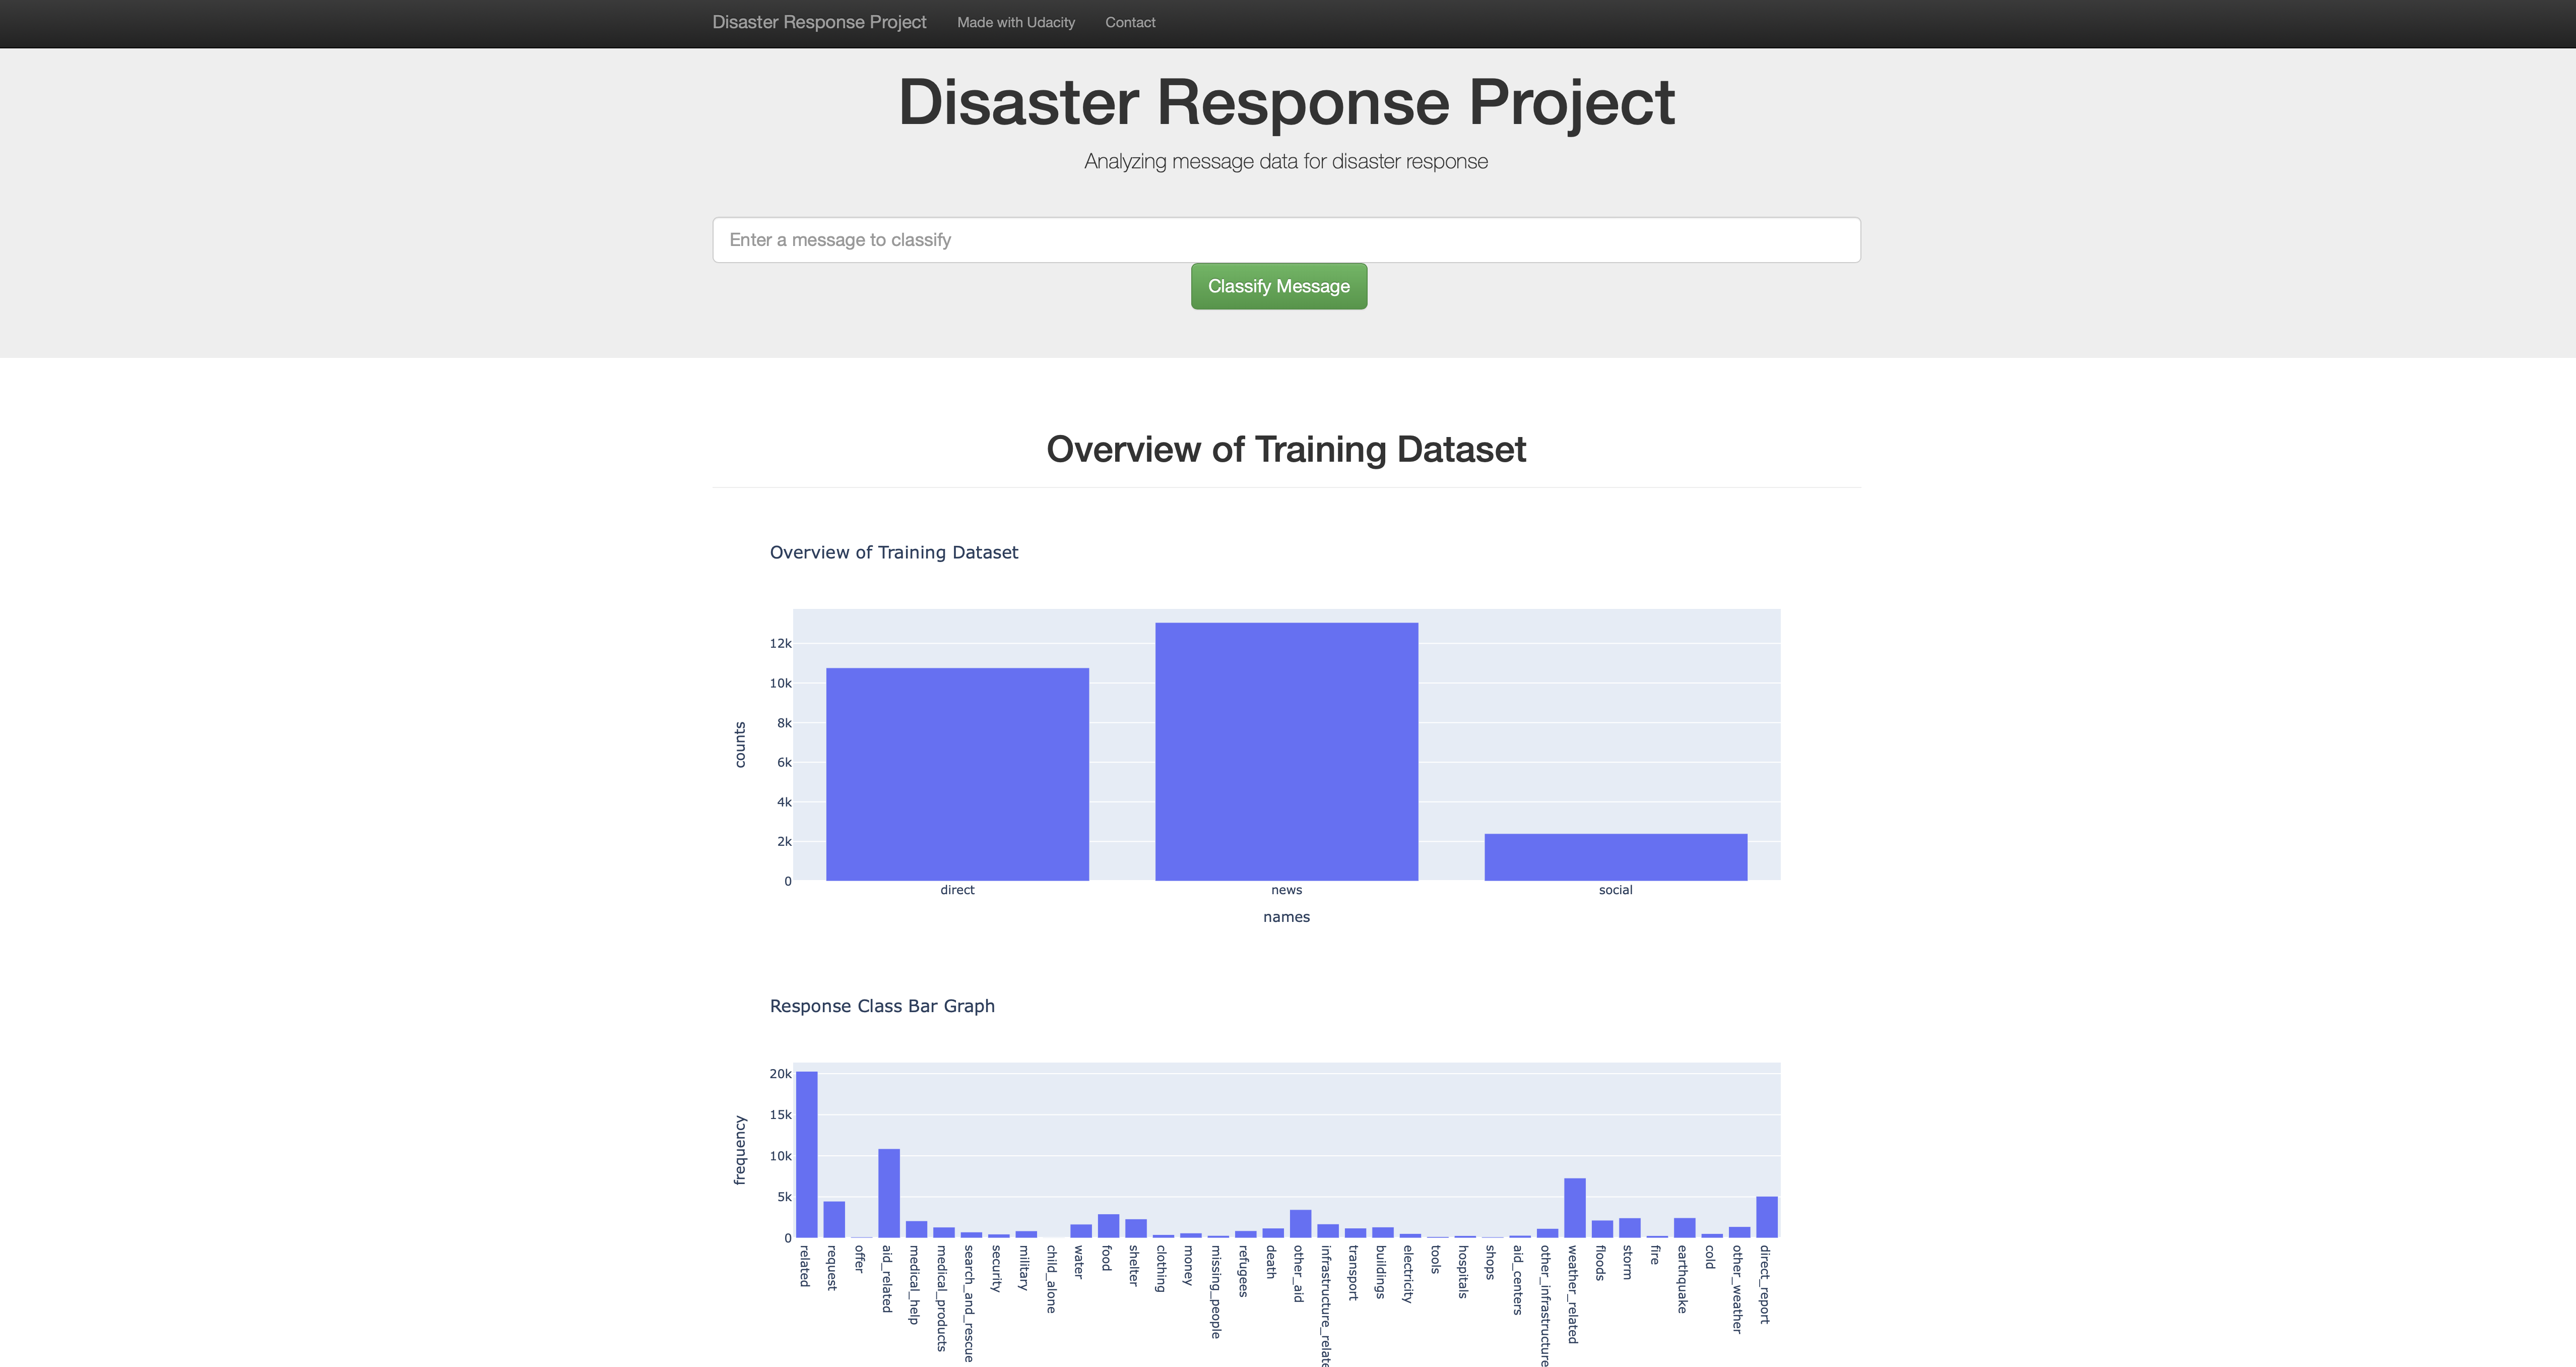 Disaster Response Project Made with Udacity Contact
Disaster Response Project
Analyzing message data for disaster response
Enter a message to classify
Classify Message
Overview of Training Dataset
Overview of Training Dataset
12k
10k
8k
6k
4k
2k
0
counts
direct news social
names
Response Class Bar Graph
20k
15k
10k
5k
0
frequency
related
request
offer
aid_related
medical_help
medical_products
search_and_rescue
security
military
child_alone
water
food
shelter
clothing
money
missing_people
refugees
death
other_aid
infrastructure_relate
transport
buildings
electricity
tools
hospitals
shops
aid_centers
other_infrastructure
weather_related
floods
storm
fire
earthquake
cold
other_weather
direct_report